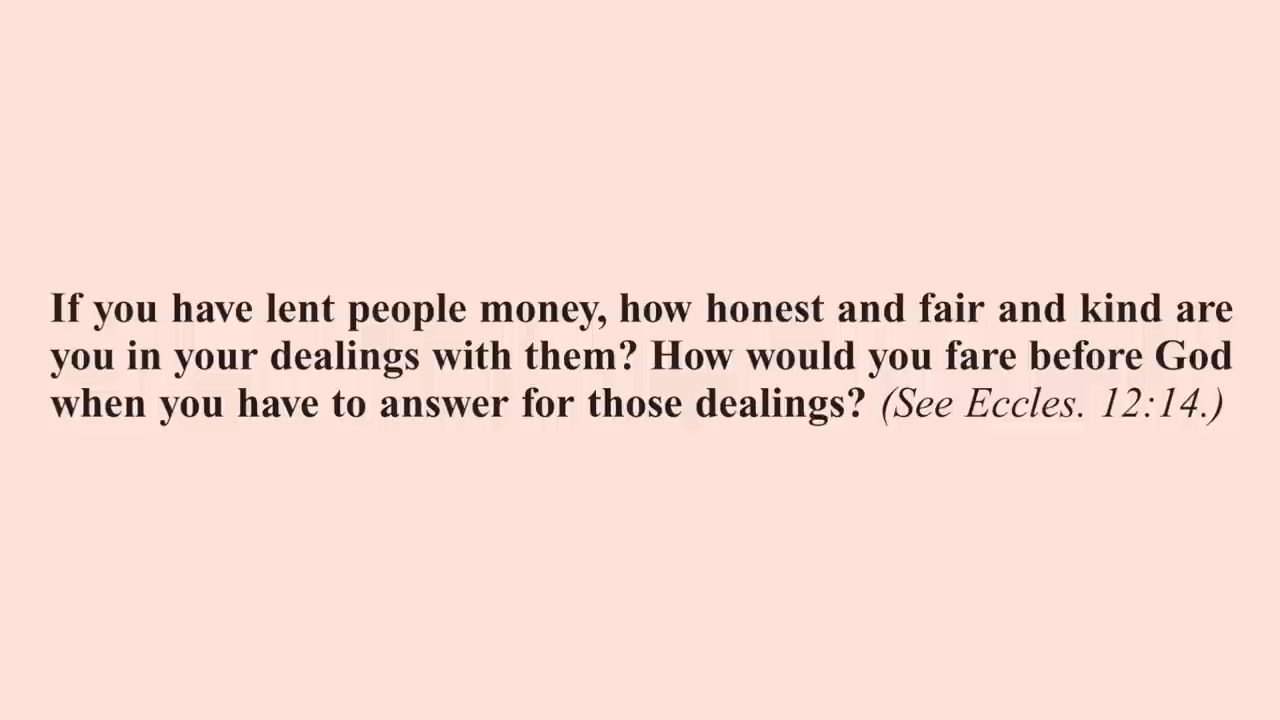 If you have lent people money, how honest and fair and kind are
you in your dealings with them? How would you fare before God
when you have to answer for those dealings? (See Eccles. 12:14.)